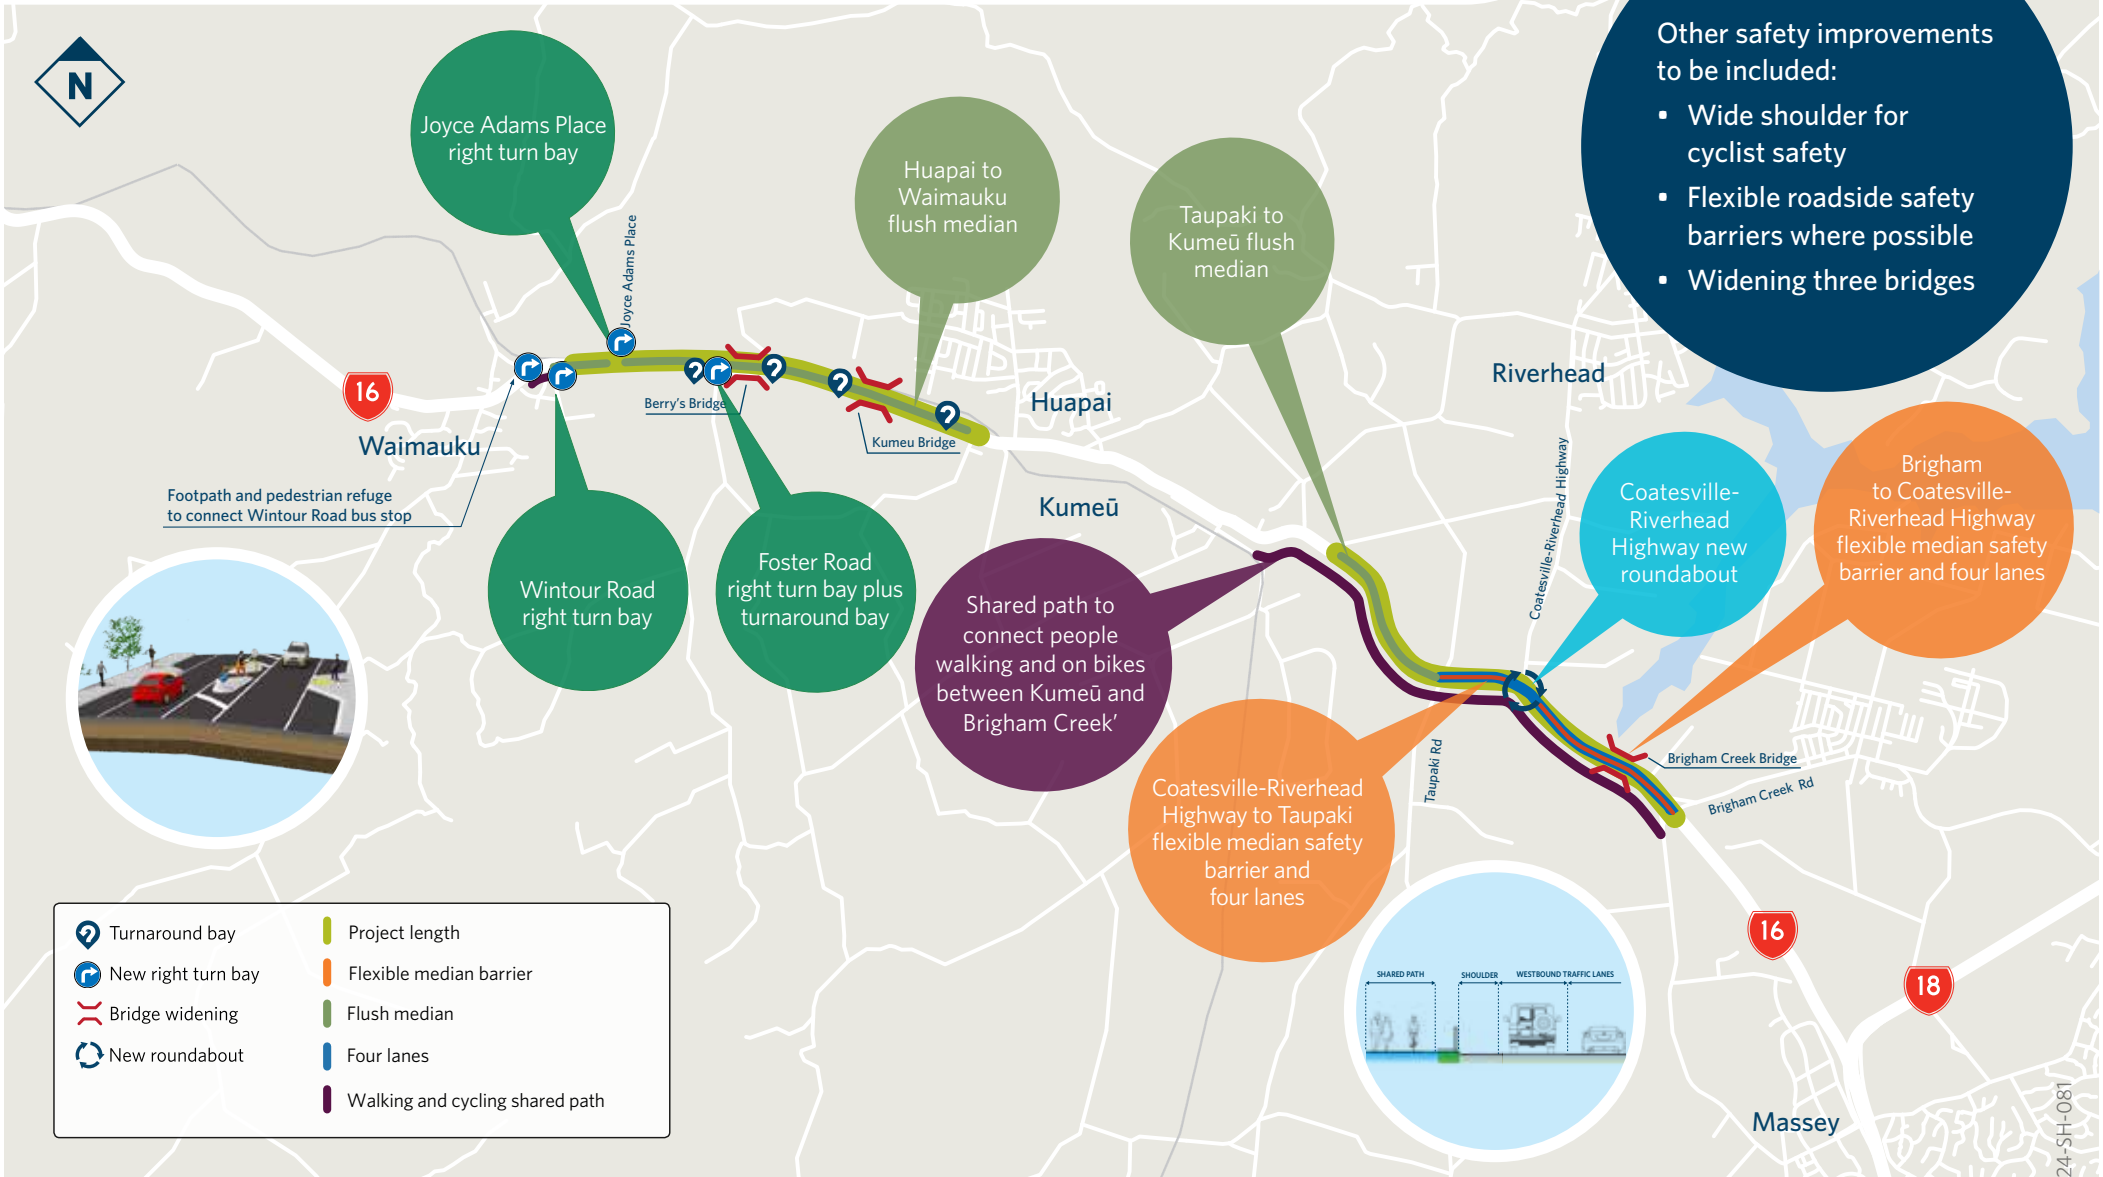 Other safety improvements
to be included:
▪ Wide shoulder for
cyclist safety
▪ Flexible roadside safety
barriers where possible
▪ Widening three bridges
N
Joyce Adams Place
right turn bay
Huapai to
Waimauku
flush median
Taupaki to
Kumeū flush
median
Joyce Adams Place
16
Waimauku
Berry's Bridge
Kumeu Bridge
Huapai
Kumeū
Riverhead
Coatesville-Riverhead Highway
Footpath and pedestrian refuge
to connect Wintour Road bus stop
Wintour Road
right turn bay
Foster Road
right turn bay plus
turnaround bay
Shared path to
connect people
walking and on bikes
between Kumeū and
Brigham Creek'
Coatesville-
Riverhead
Highway new
roundabout
Brigham
to Coatesville-
Riverhead Highway
flexible median safety
barrier and four lanes
Coatesville-Riverhead
Highway to Taupaki
flexible median safety
barrier and
four lanes
Taupaki Rd
Brigham Creek Bridge
Brigham Creek Rd
SHARED PATH
SHOULDER
WESTBOUND TRAFFIC LANES
16
18
Massey
Turnaround bay
New right turn bay
Bridge widening
New roundabout
Project length
Flexible median barrier
Flush median
Four lanes
Walking and cycling shared path
24-SH-081